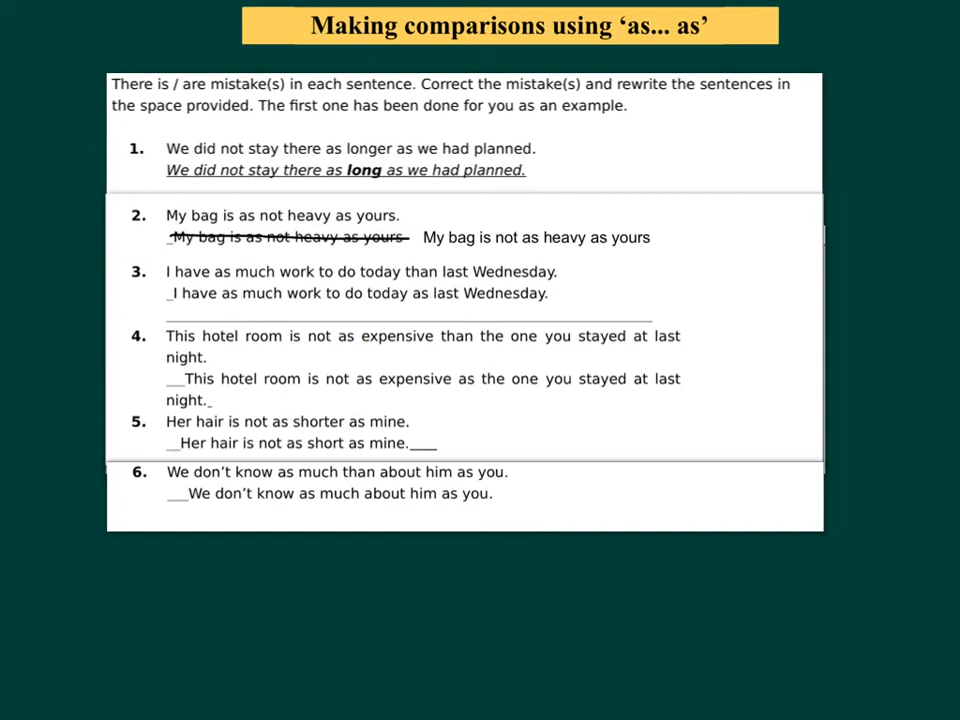 Making comparisons using ‘as... as’
There is / are mistake(s) in each sentence. Correct the mistake(s) and rewrite the sentences in
the space provided. The first one has been done for you as an example.
1. We did not stay there as longer as we had planned.
We did not stay there as long as we had planned.
2. My bag is as not heavy as yours.
_My bag is as not heavy as yours. My bag is not as heavy as yours
3. I have as much work to do today than last Wednesday.
_I have as much work to do today as last Wednesday.
4. This hotel room is not as expensive than the one you stayed at last
night.
__This hotel room is not as expensive as the one you stayed at last
night._
5. Her hair is not as shorter as mine.
__Her hair is not as short as mine.____
6. We don’t know as much than about him as you.
___We don’t know as much about him as you.